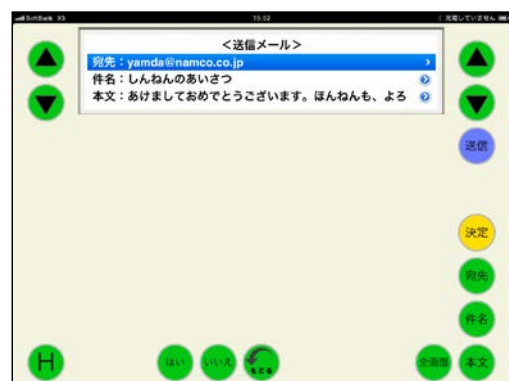 SoftBank 3G 15:52 充電していません
<送信メール>
宛先：yamda@namco.co.jp
件名：しんねんのあいさつ
本文：あけましておめでとうございます。ほんねんも、よろ
送信
決定
宛先
件名
H はい いいえ もどる 全画面 本文